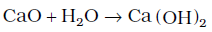 CaO + H₂O → Ca (OH)₂